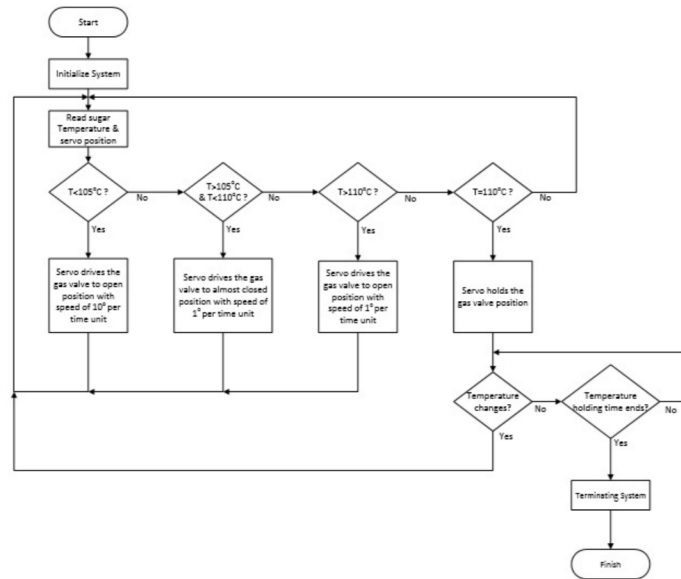 Start
Initialize System
Read sugar
Temperature &
servo position
T<105°C ?
No
T>105°C
& T<110°C ?
No
T>110°C ?
No
T=110°C ?
No
Yes
Yes
Yes
Yes
Servo drives the
gas valve to open
position with
speed of 10° per
time unit
Servo drives the gas
valve to almost closed
position with speed of
1° per time unit
Servo drives the
gas valve to open
position with
speed of 1° per
time unit
Servo holds the
gas valve position
Temperature
changes?
No
Temperature
holding time ends?
No
Yes
Yes
Terminating System
Finish